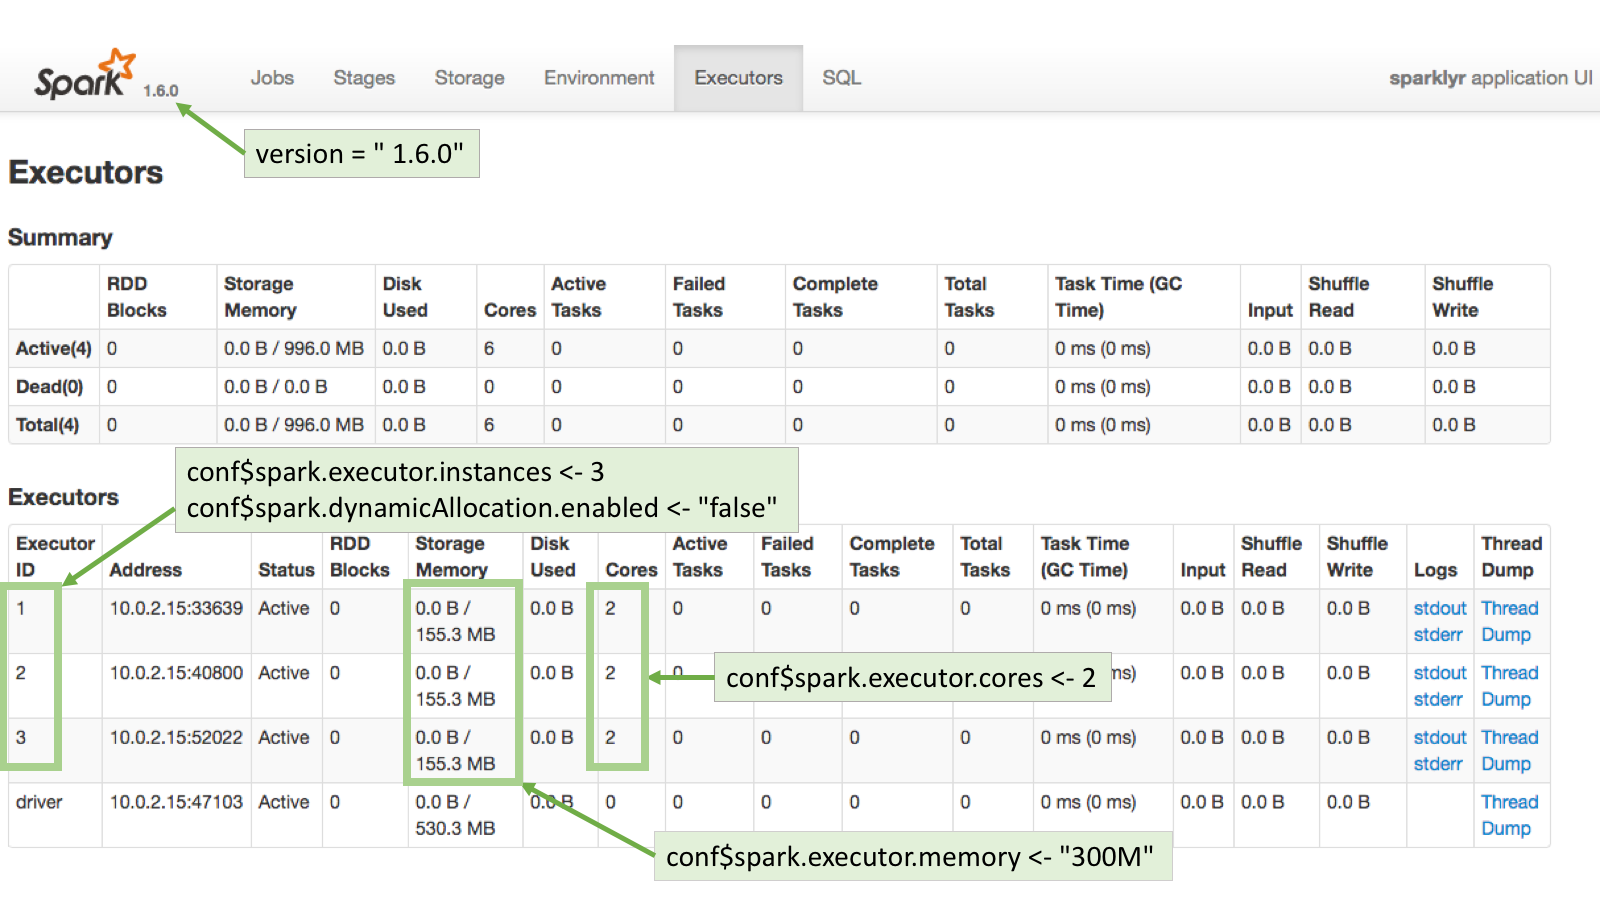 Spark 1.6.0 Jobs Stages Storage Environment Executors SQL sparklyr application UI
version = " 1.6.0"
Executors
Summary
RDD Blocks Storage Memory Disk Used Cores Active Tasks Failed Tasks Complete Tasks Total Tasks Task Time (GC Time) Input Shuffle Read Shuffle Write
Active(4) 0 0.0 B / 996.0 MB 0.0 B 6 0 0 0 0 0 ms (0 ms) 0.0 B 0.0 B 0.0 B
Dead(0) 0 0.0 B / 0.0 B 0.0 B 0 0 0 0 0 0 ms (0 ms) 0.0 B 0.0 B 0.0 B
Total(4) 0 0.0 B / 996.0 MB 0.0 B 6 0 0 0 0 0 ms (0 ms) 0.0 B 0.0 B 0.0 B
conf$spark.executor.instances <- 3
conf$spark.dynamicAllocation.enabled <- "false"
Executors
Executor ID Address Status RDD Blocks Storage Memory Disk Used Cores Active Tasks Failed Tasks Complete Tasks Total Tasks Task Time (GC Time) Input Shuffle Read Shuffle Write Logs Thread Dump
1 10.0.2.15:33639 Active 0 0.0 B / 155.3 MB 0.0 B 2 0 0 0 0 0 ms (0 ms) 0.0 B 0.0 B 0.0 B stdout stderr Thread Dump
2 10.0.2.15:40800 Active 0 0.0 B / 155.3 MB 0.0 B 2 0 ms) 0.0 B 0.0 B 0.0 B stdout stderr Thread Dump
conf$spark.executor.cores <- 2
3 10.0.2.15:52022 Active 0 0.0 B / 155.3 MB 0.0 B 2 0 0 0 0 0 ms (0 ms) 0.0 B 0.0 B 0.0 B stdout stderr Thread Dump
driver 10.0.2.15:47103 Active 0 0.0 B / 530.3 MB 0.0 B 0 0 0 0 0 0 ms (0 ms) 0.0 B 0.0 B 0.0 B Thread Dump
conf$spark.executor.memory <- "300M"